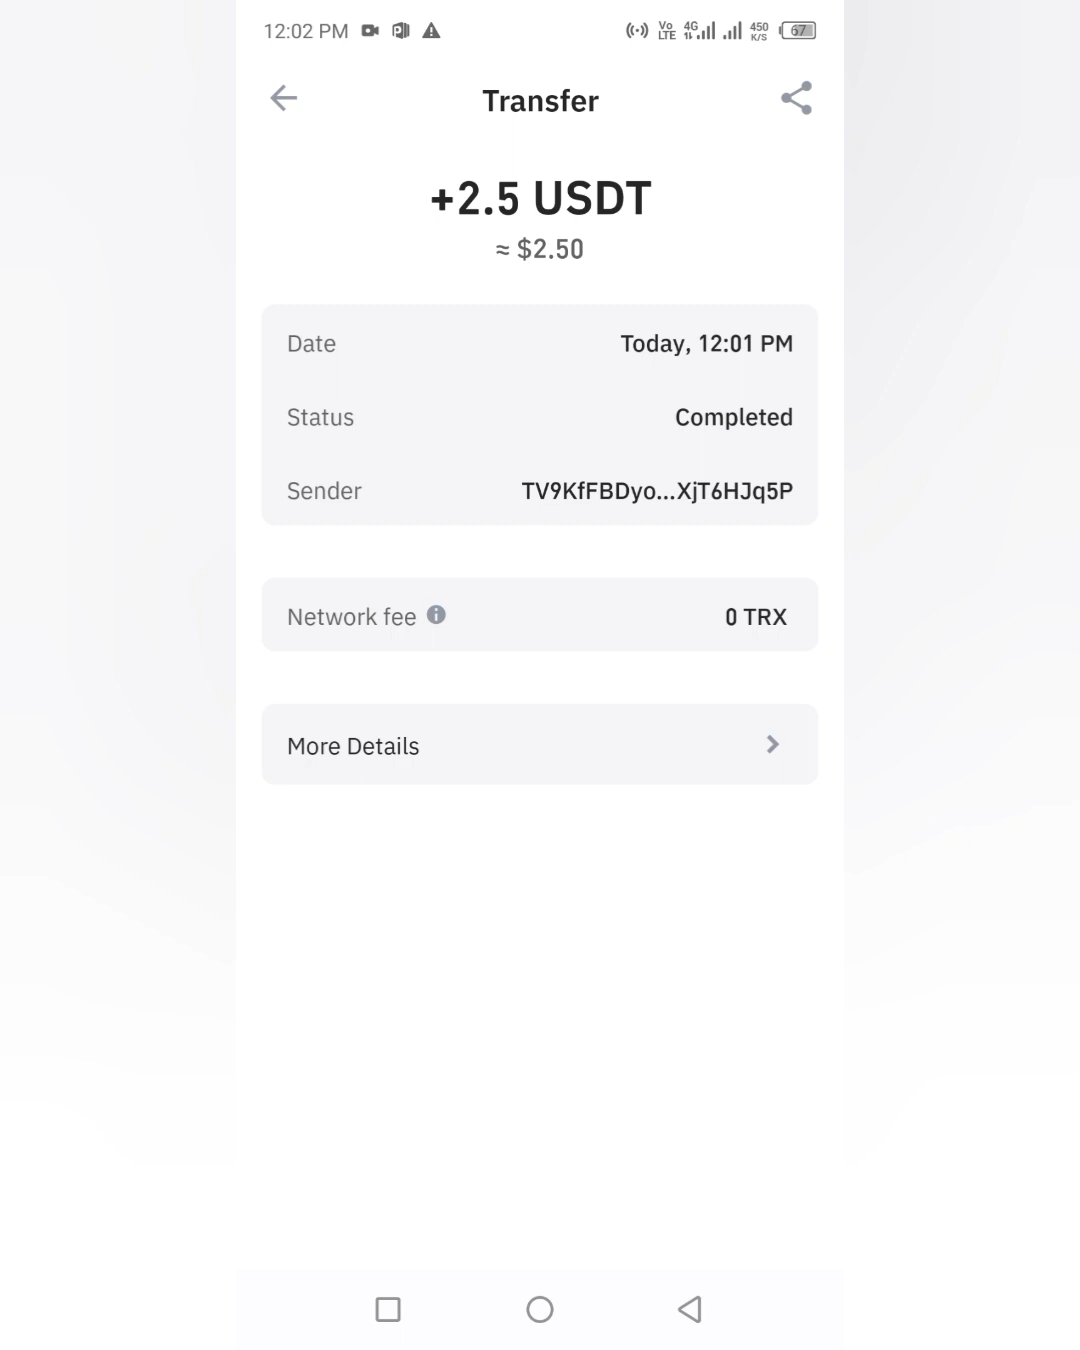 12:02 PM Vo LTE 4G 450 K/S 67
Transfer
+2.5 USDT
≈ $2.50
Date Today, 12:01 PM
Status Completed
Sender TV9KfFBDyo...XjT6HJq5P
Network fee 0 TRX
More Details